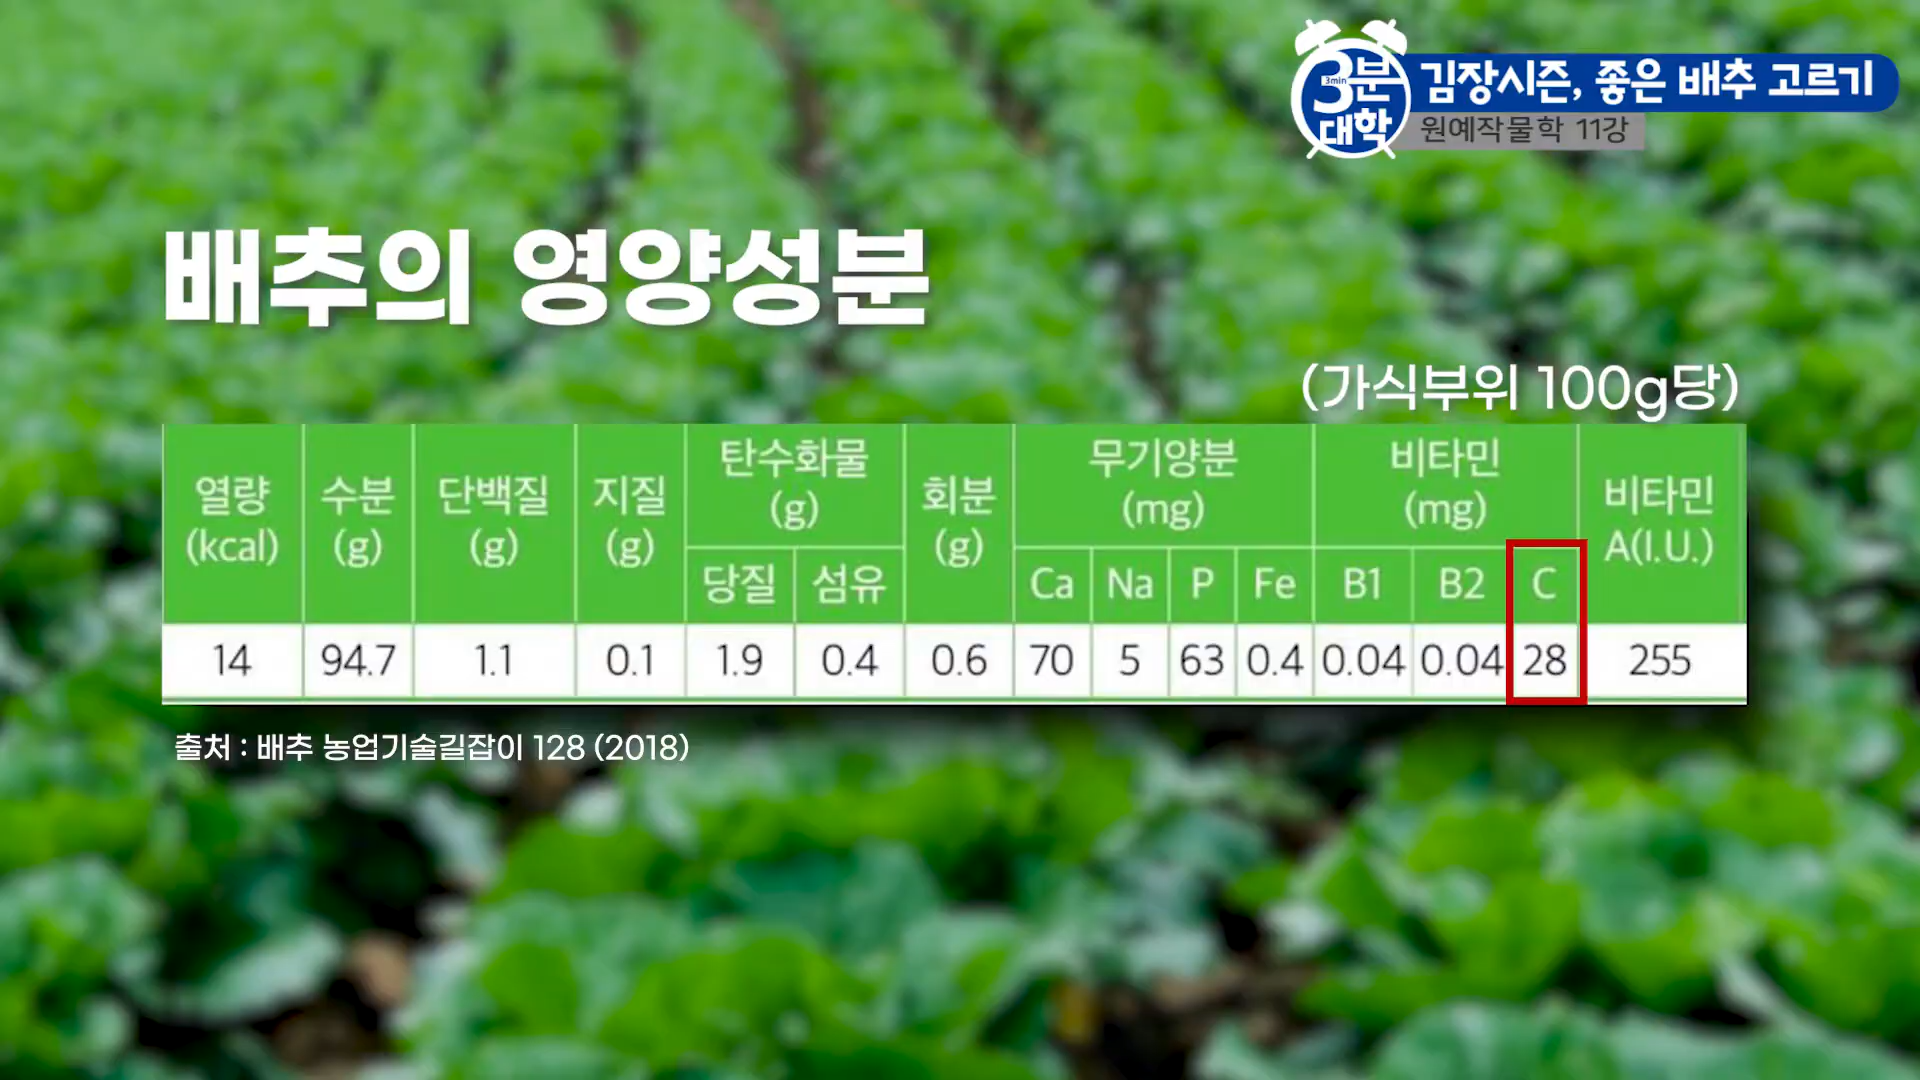 3min
3분
대학
김장시즌, 좋은 배추 고르기
원예작물학 11강
배추의 영양성분
(가식부위 100g당)
열량 (kcal) 수분 (g) 단백질 (g) 지질 (g) 탄수화물 (g) 회분 (g) 무기양분 (mg) 비타민 (mg) 비타민 A(I.U.)
당질 섬유 Ca Na P Fe B1 B2 C
14 94.7 1.1 0.1 1.9 0.4 0.6 70 5 63 0.4 0.04 0.04 28 255
출처 : 배추 농업기술길잡이 128 (2018)